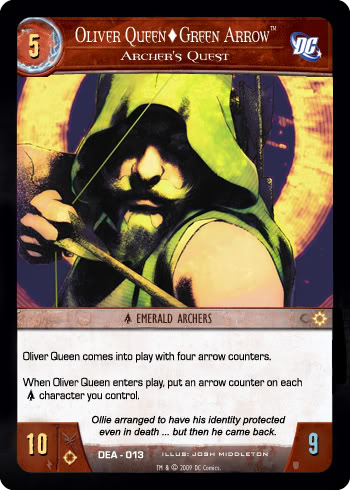 5
OLIVER QUEEN♦GREEN ARROW™
ARCHER'S QUEST
DC
EMERALD ARCHERS
Oliver Queen comes into play with four arrow counters.
When Oliver Queen enters play, put an arrow counter on each
character you control.
Ollie arranged to have his identity protected
even in death ... but then he came back.
10
DEA - 013
ILLUS: JOSH MIDDLETON
9
TM & © 2009 DC Comics.